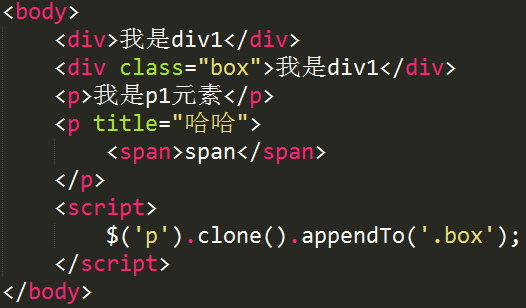 <body>
<div>我是div1</div>
<div class="box">我是div1</div>
<p>我是p1元素</p>
<p title="哈哈">
<span>span</span>
</p>
<script>
$('p').clone().appendTo('.box');
</script>
</body>